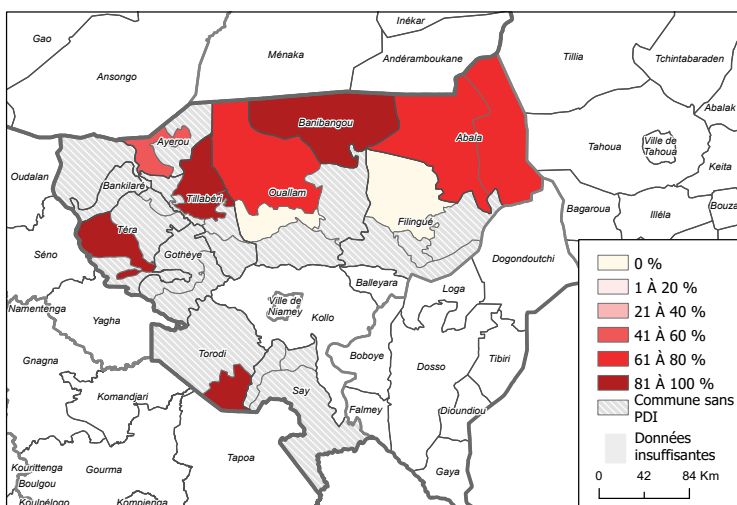 Gao
Ansongo
Ménaka
Inékar
Andéramboukane
Tillia
Tchintabaraden
Abalak
Tahoua
Ville de
Tahoua
Keita
Oudalan
Ayerou
Banibangou
Abala
Bankilaré
Tillabéri
Ouallam
Filingué
Bagaroua
Illéla
Bouza
Téra
Gothèye
Séno
Dogondoutchi
Balleyara
Loga
Namentenga
Yagha
Ville de
Niamey
Kollo
Gnagna
Torodi
Boboye
Dosso
Tibiri
Komandjari
Say
Falmey
Dioundiou
Kourittenga
Boulgou
Gourma
Tapoa
Gaya
Koulpélogo
Kompienga
0 %
1 À 20 %
21 À 40 %
41 À 60 %
61 À 80 %
81 À 100 %
Commune sans
PDI
Données
insuffisantes
0 42 84 Km